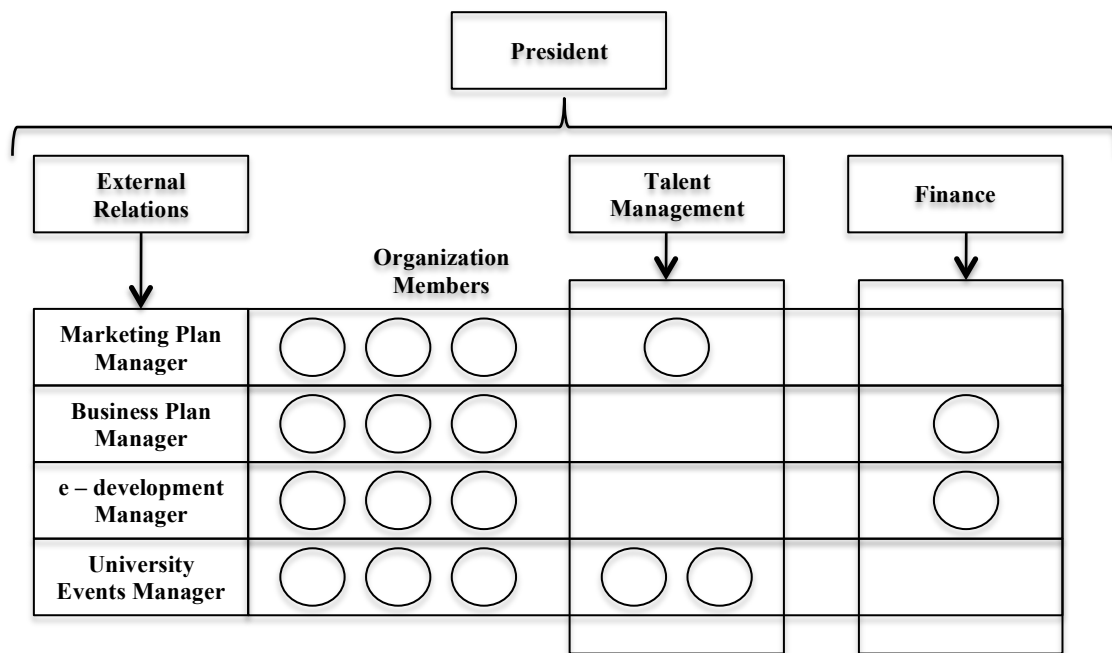 President
External
Relations
Talent
Management
Finance
Organization
Members
Marketing Plan
Manager
Business Plan
Manager
e – development
Manager
University
Events Manager